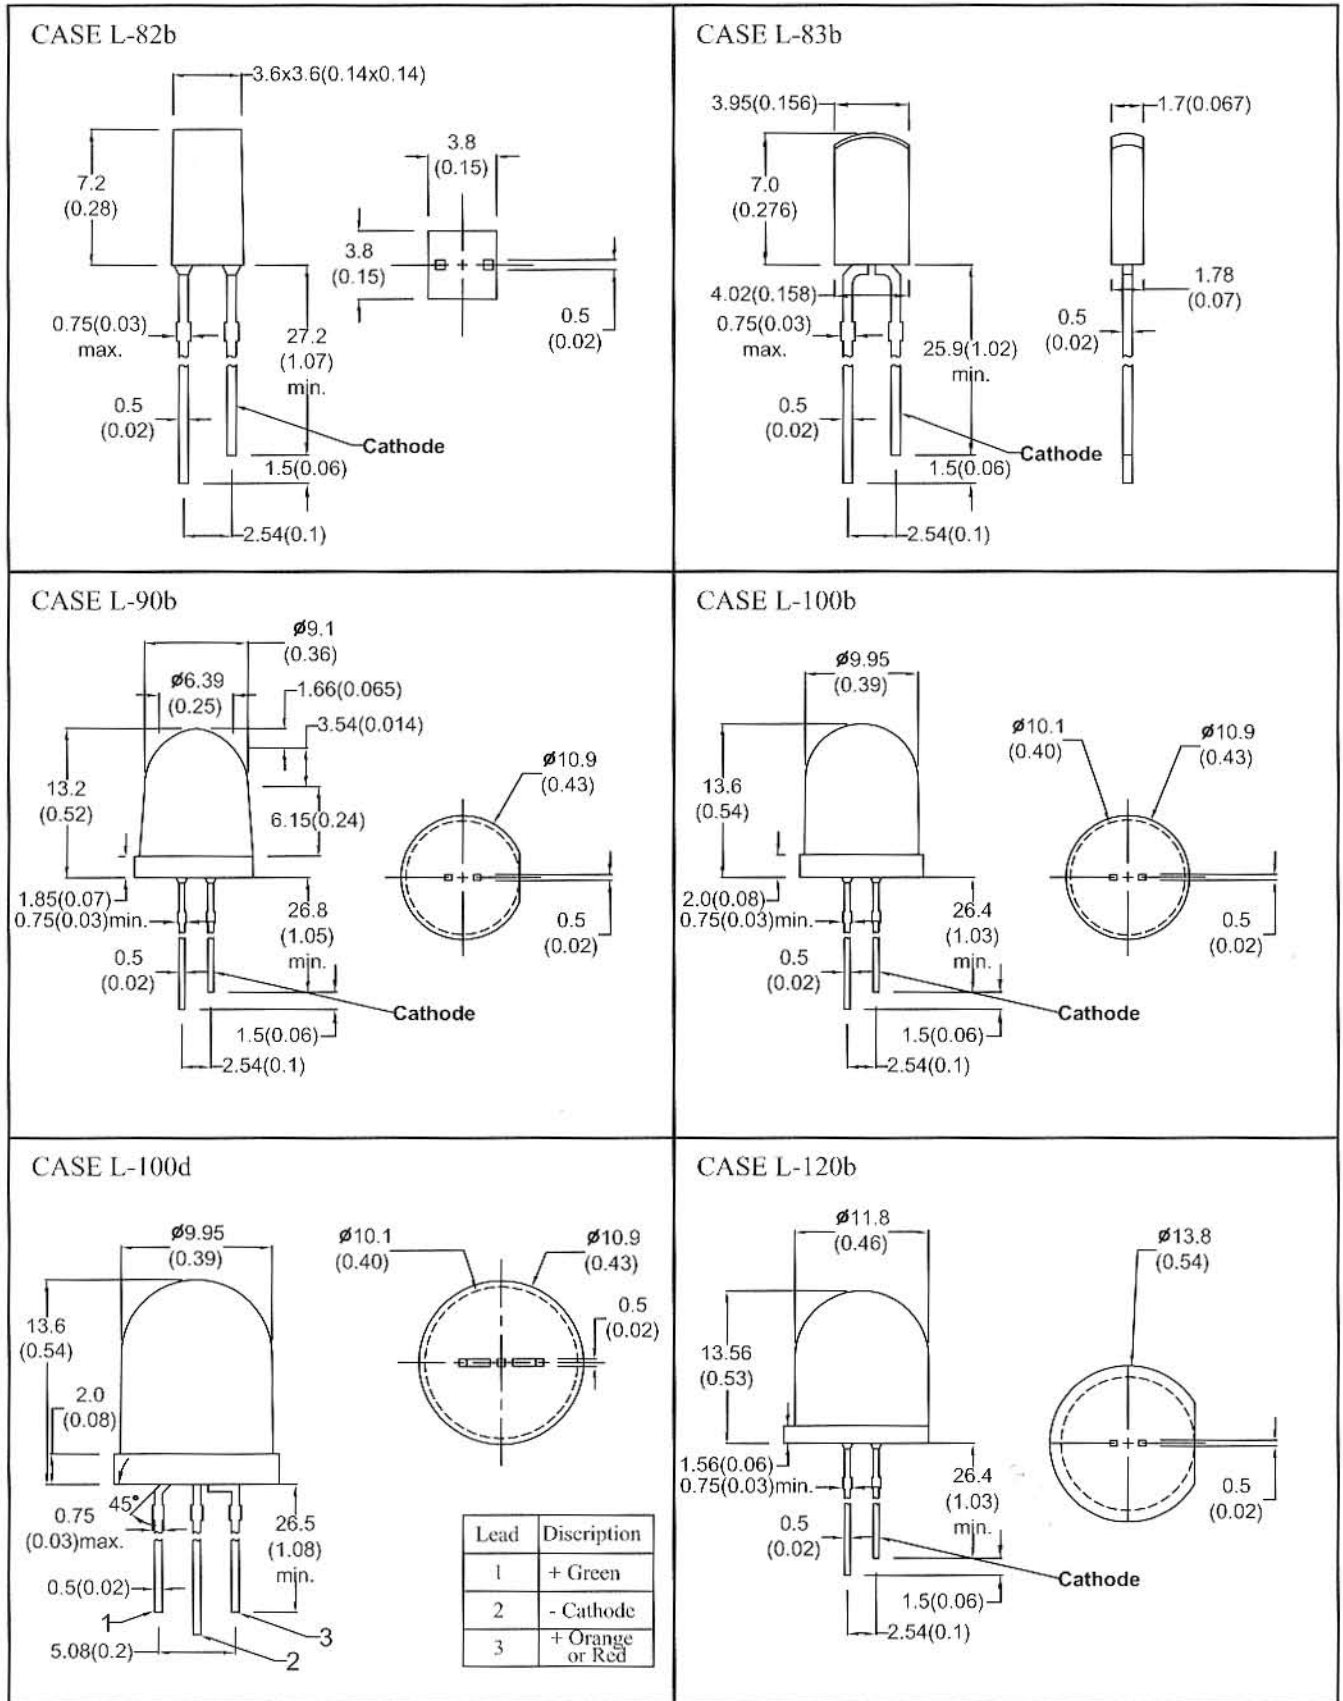 CASE L-82b
3.6x3.6(0.14x0.14)
7.2
(0.28)
3.8
(0.15)
3.8
(0.15)
0.5
(0.02)
0.75(0.03)
max.
27.2
(1.07)
min.
0.5
(0.02)
Cathode
1.5(0.06)
2.54(0.1)
CASE L-83b
3.95(0.156)
1.7(0.067)
7.0
(0.276)
4.02(0.158)
1.78
(0.07)
0.75(0.03)
max.
0.5
(0.02)
25.9(1.02)
min.
0.5
(0.02)
Cathode
1.5(0.06)
2.54(0.1)
CASE L-90b
ø9.1
(0.36)
ø6.39
(0.25)
1.66(0.065)
3.54(0.014)
13.2
(0.52)
ø10.9
(0.43)
6.15(0.24)
1.85(0.07)
0.75(0.03)min.
26.8
(1.05)
min.
0.5
(0.02)
0.5
(0.02)
Cathode
1.5(0.06)
2.54(0.1)
CASE L-100b
ø9.95
(0.39)
ø10.1
(0.40)
ø10.9
(0.43)
13.6
(0.54)
2.0(0.08)
0.75(0.03)min.
26.4
(1.03)
min.
0.5
(0.02)
0.5
(0.02)
Cathode
1.5(0.06)
2.54(0.1)
CASE L-100d
ø9.95
(0.39)
ø10.1
(0.40)
ø10.9
(0.43)
13.6
(0.54)
0.5
(0.02)
2.0
(0.08)
45°
0.75
(0.03)max.
26.5
(1.08)
min.
0.5(0.02)
1
3
5.08(0.2)
2
Lead Discription
1 + Green
2 - Cathode
3 + Orange
or Red
CASE L-120b
ø11.8
(0.46)
ø13.8
(0.54)
13.56
(0.53)
1.56(0.06)
0.75(0.03)min.
26.4
(1.03)
min.
0.5
(0.02)
0.5
(0.02)
Cathode
1.5(0.06)
2.54(0.1)